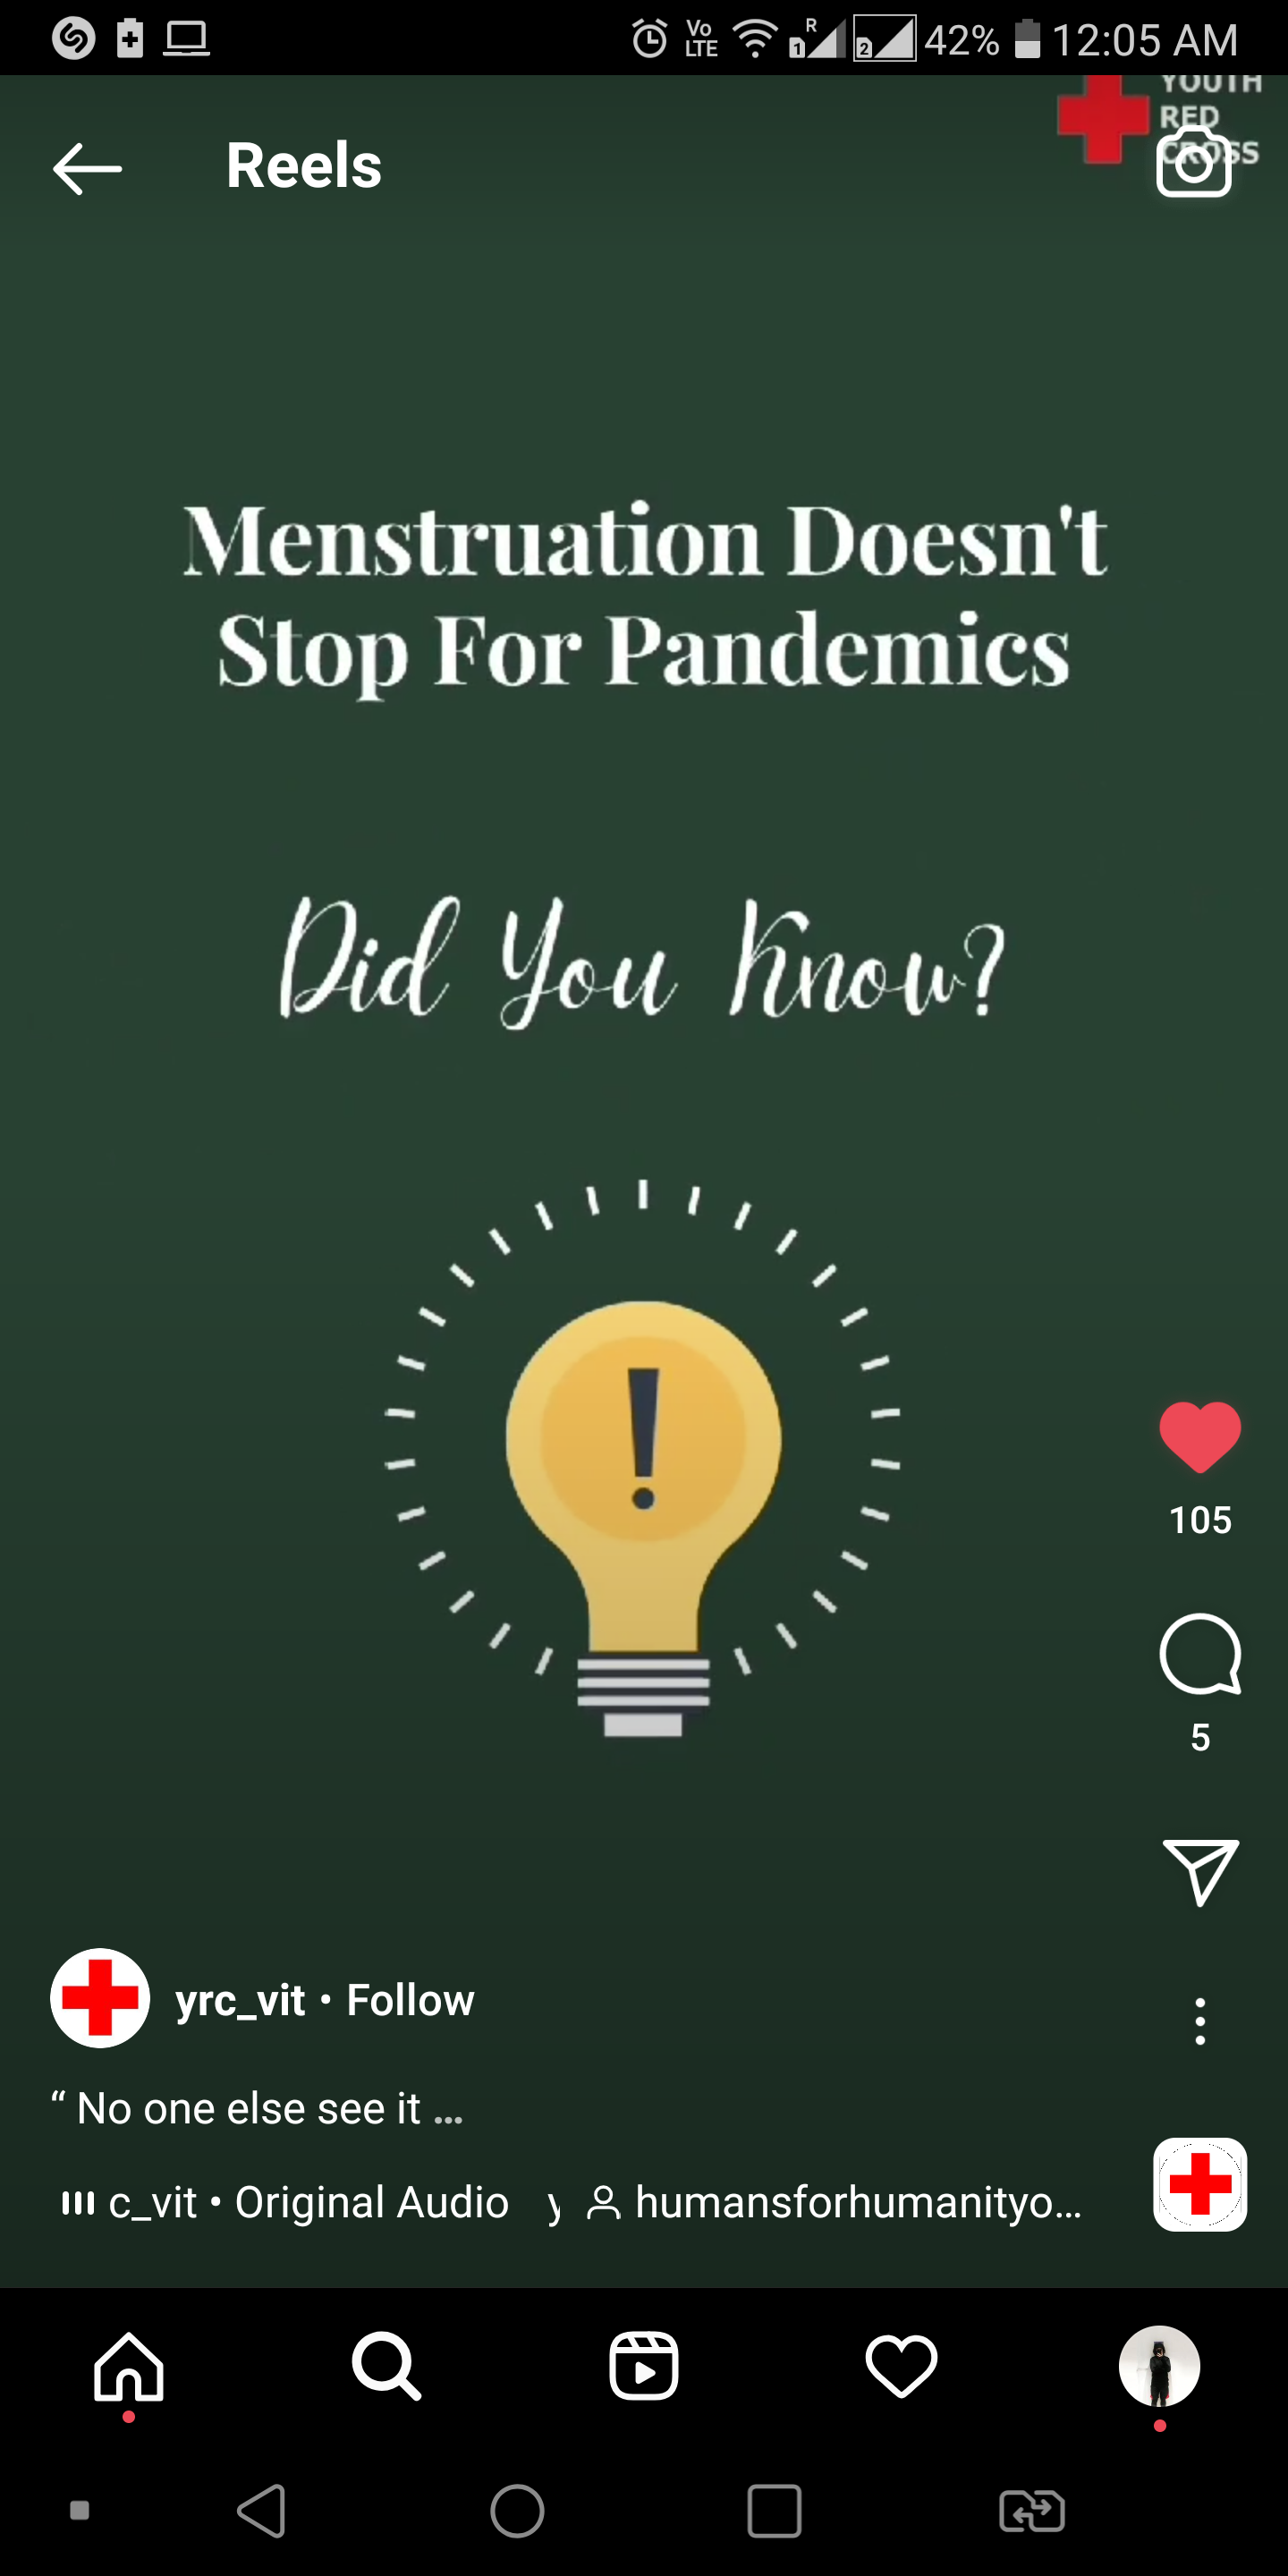 Vo
LTE
R
1
2
42%
12:05 AM
YOUTH
RED
CROSS
Reels
Menstruation Doesn't
Stop For Pandemics
Did You Know?
!
105
5
yrc_vit • Follow
“ No one else see it ...
c_vit • Original Audio y humansforhumanityo...